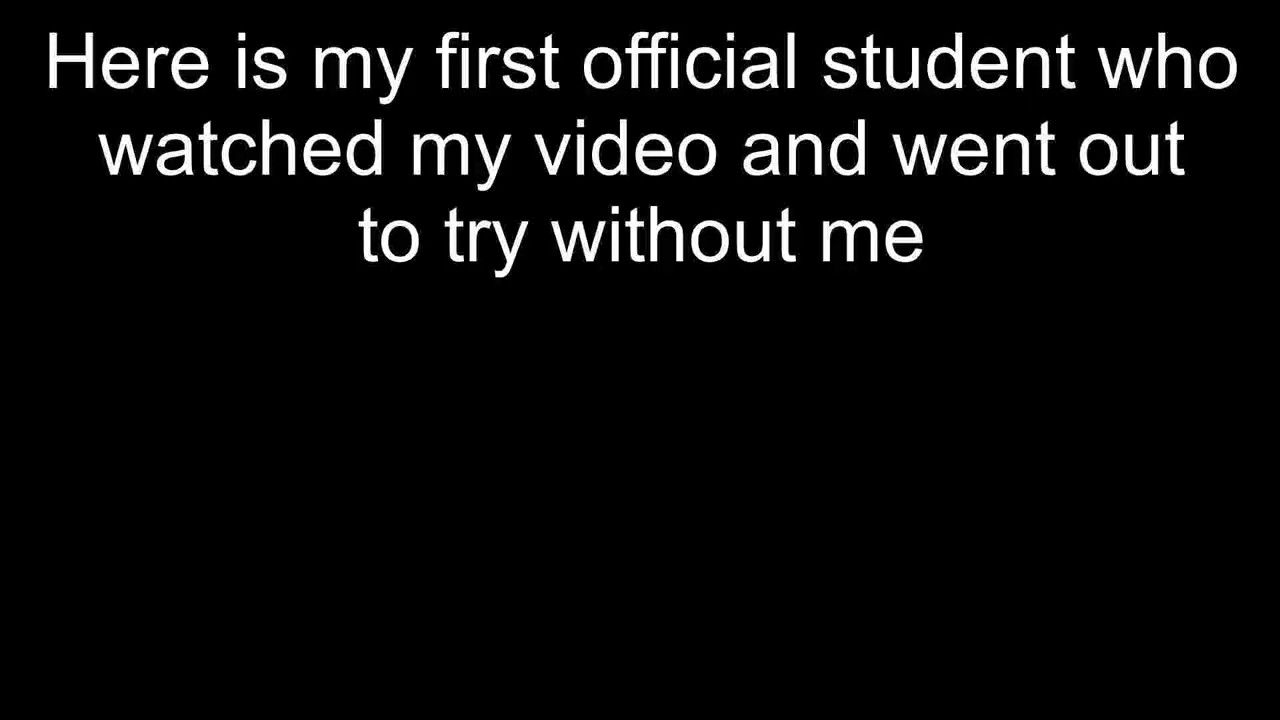 Here is my first official student who
watched my video and went out
to try without me